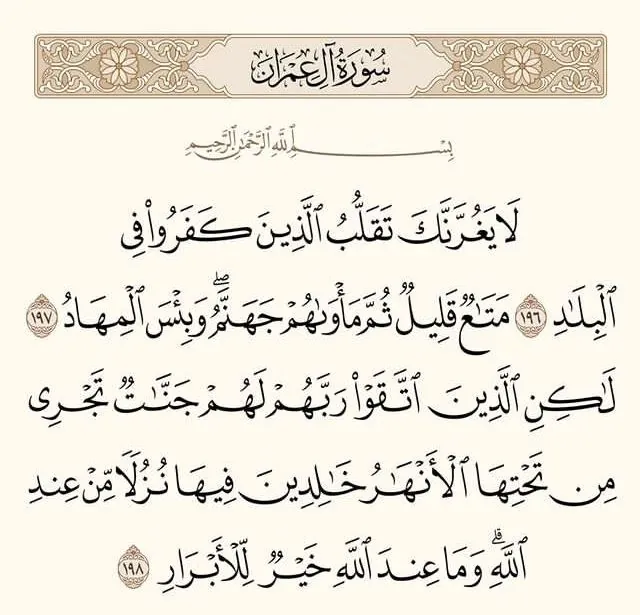 سُورَةُ آلِ عِمۡرَان
بِسۡمِ ٱللَّهِ ٱلرَّحۡمَٰنِ ٱلرَّحِيمِ
لَا يَغُرَّنَّكَ تَقَلُّبُ ٱلَّذِينَ كَفَرُواْ فِي
ٱلۡبِلَٰدِ ١٩٦ مَتَٰعٞ قَلِيلٞ ثُمَّ مَأۡوَىٰهُمۡ جَهَنَّمُۖ وَبِئۡسَ ٱلۡمِهَادُ ١٩٧
لَٰكِنِ ٱلَّذِينَ ٱتَّقَوۡاْ رَبَّهُمۡ لَهُمۡ جَنَّٰتٞ تَجۡرِي
مِن تَحۡتِهَا ٱلۡأَنۡهَٰرُ خَٰلِدِينَ فِيهَا نُزُلٗا مِّنۡ عِندِ
ٱللَّهِۗ وَمَا عِندَ ٱللَّهِ خَيۡرٞ لِّلۡأَبۡرَارِ ١٩٨